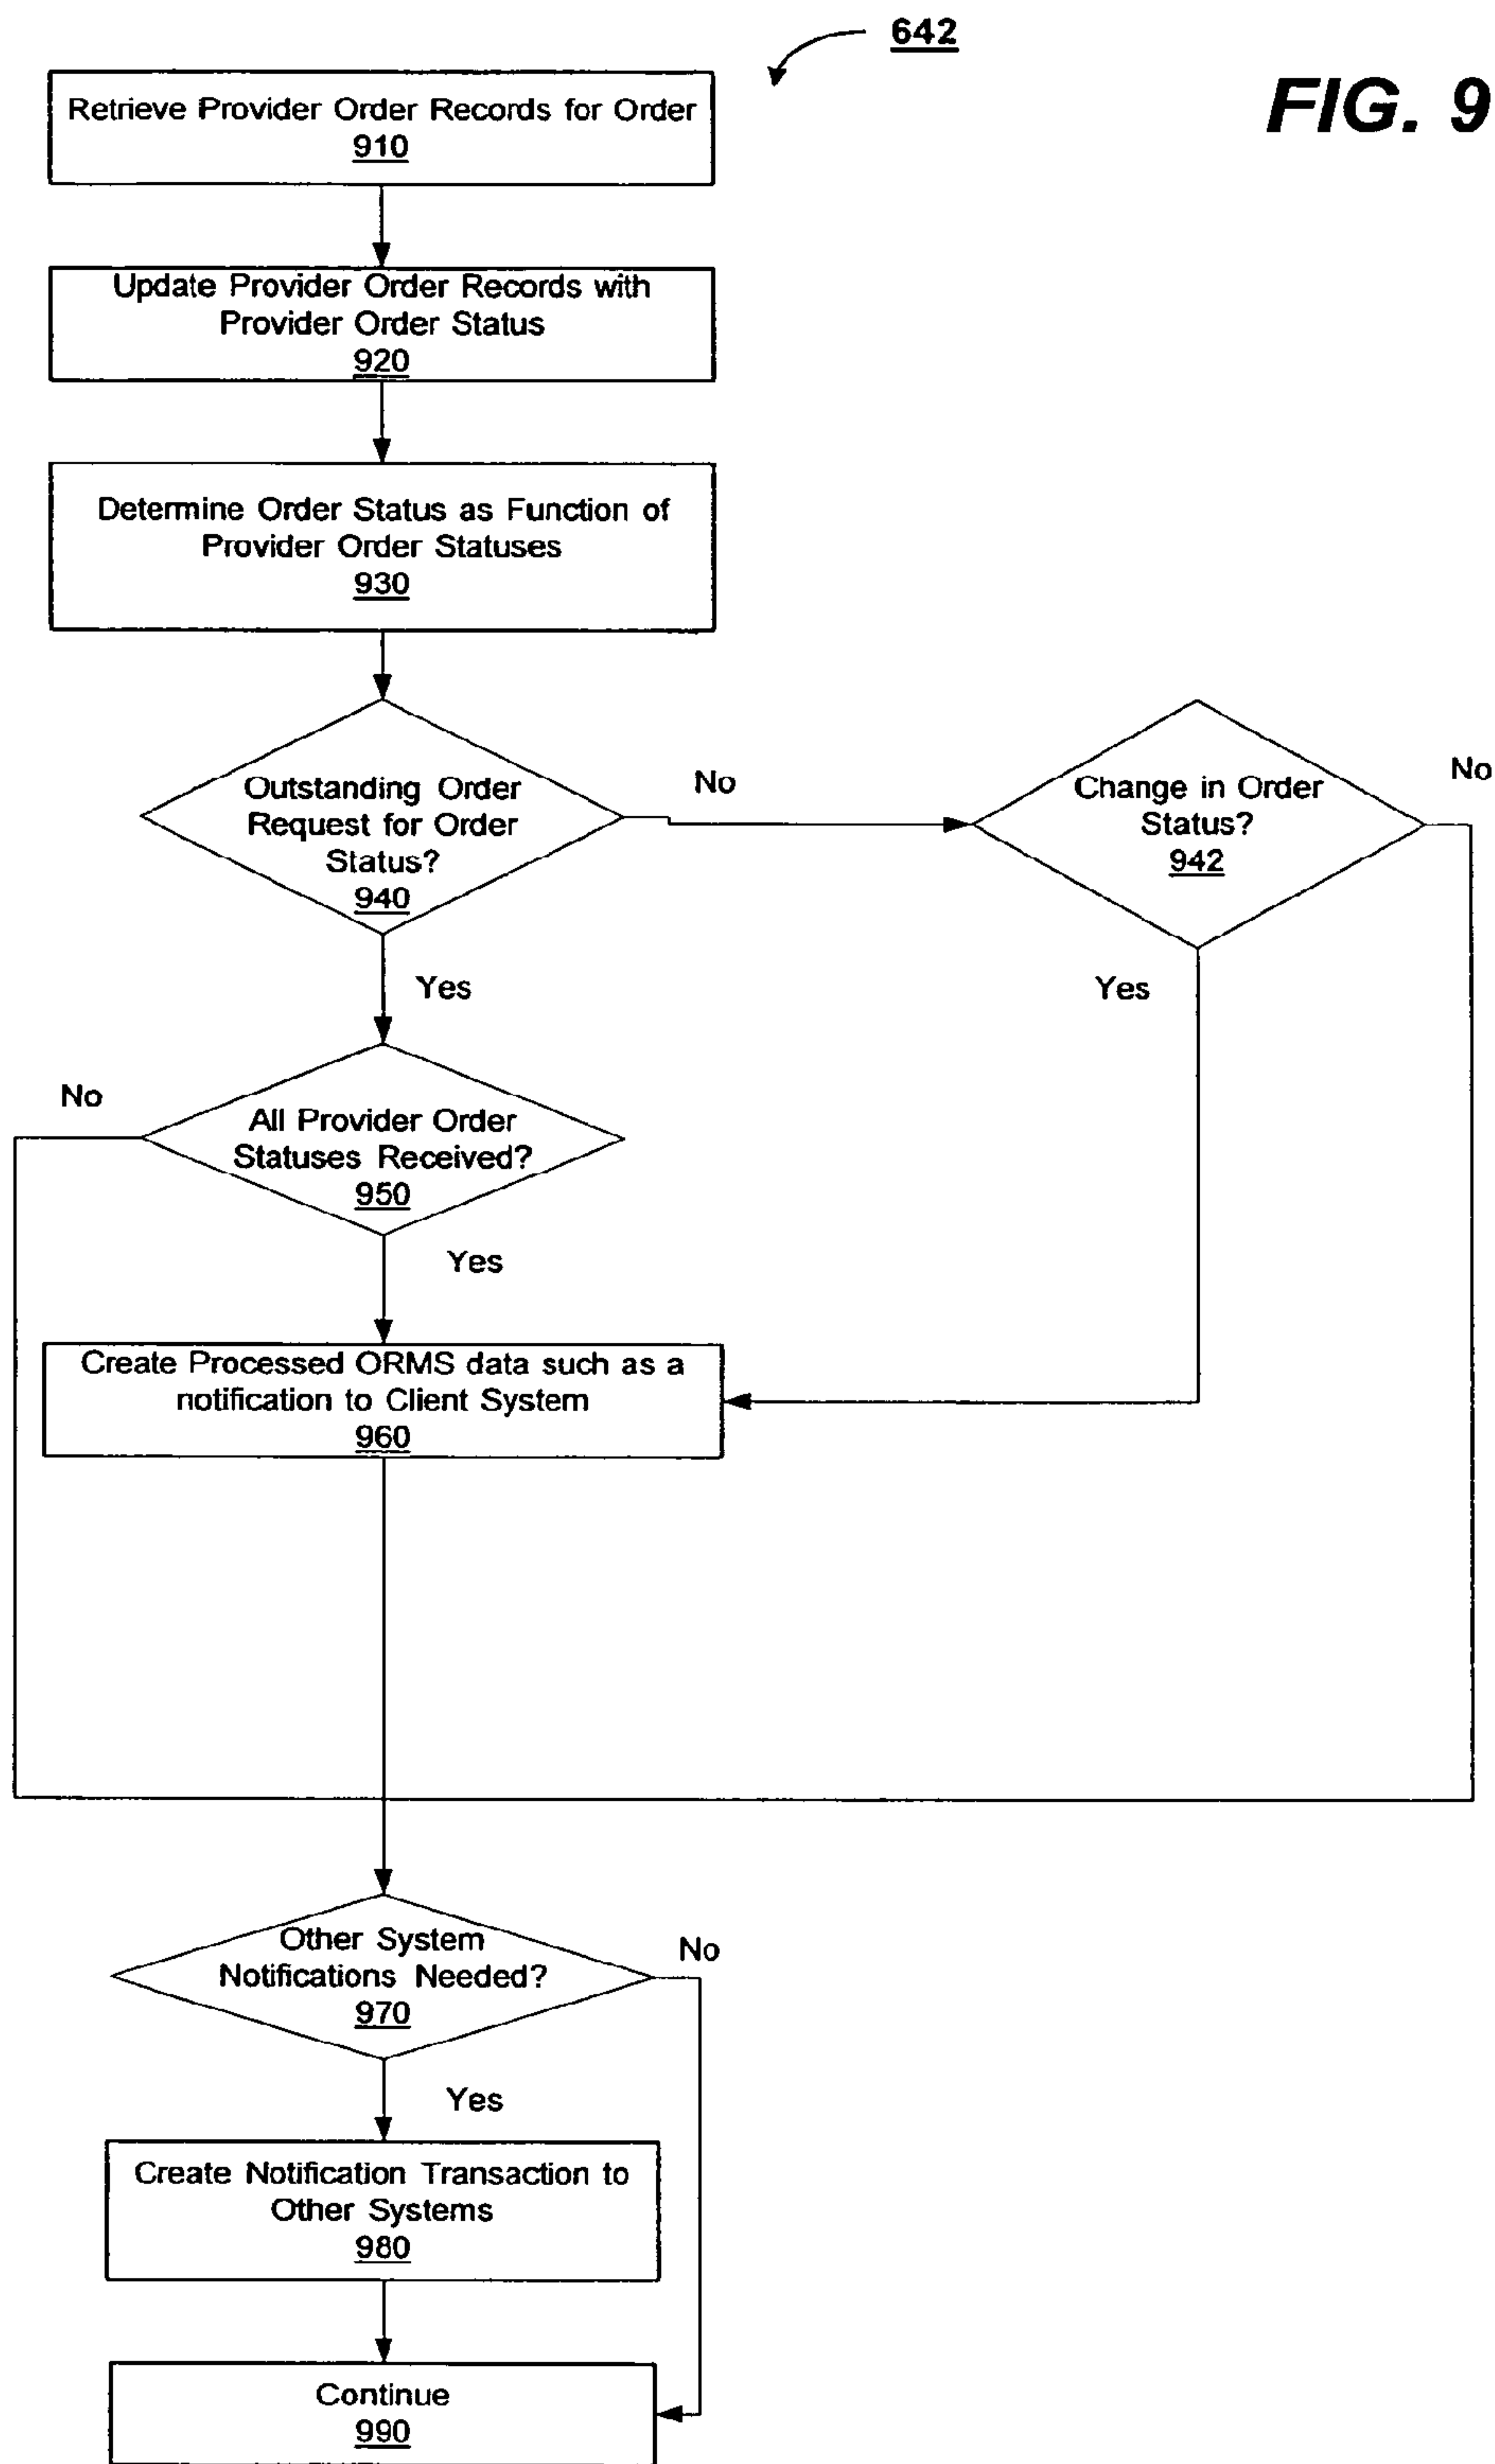 642
FIG. 9
Retrieve Provider Order Records for Order
910
Update Provider Order Records with
Provider Order Status
920
Determine Order Status as Function of
Provider Order Statuses
930
Outstanding Order
Request for Order
Status?
940
No
Change in Order
Status?
942
No
Yes
Yes
No
All Provider Order
Statuses Received?
950
Yes
Create Processed ORMS data such as a
notification to Client System
960
Other System
Notifications Needed?
970
No
Yes
Create Notification Transaction to
Other Systems
980
Continue
990